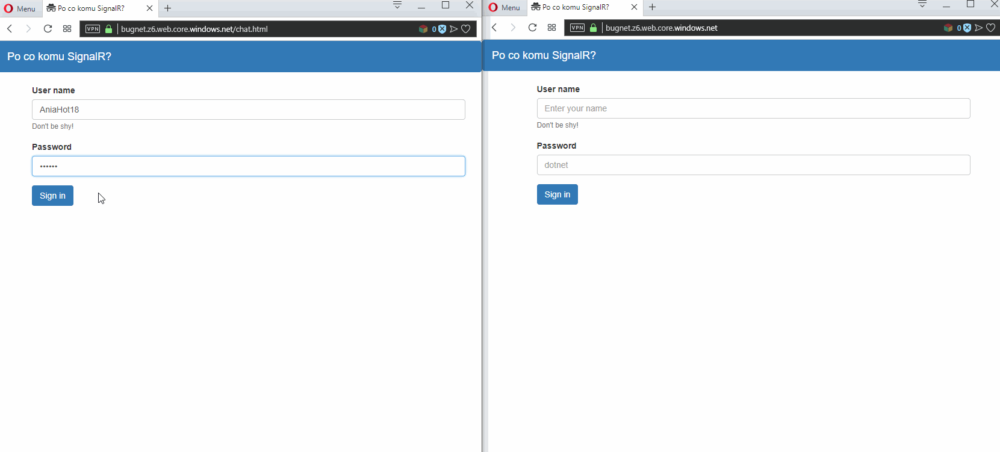 Menu
Po co komu SignalR?
VPN
bugnet.z6.web.core.windows.net/chat.html
0
Po co komu SignalR?
User name
AniaHot18
Don't be shy!
Password
••••••
Sign in
Menu
Po co komu SignalR?
VPN
bugnet.z6.web.core.windows.net
0
Po co komu SignalR?
User name
Enter your name
Don't be shy!
Password
dotnet
Sign in